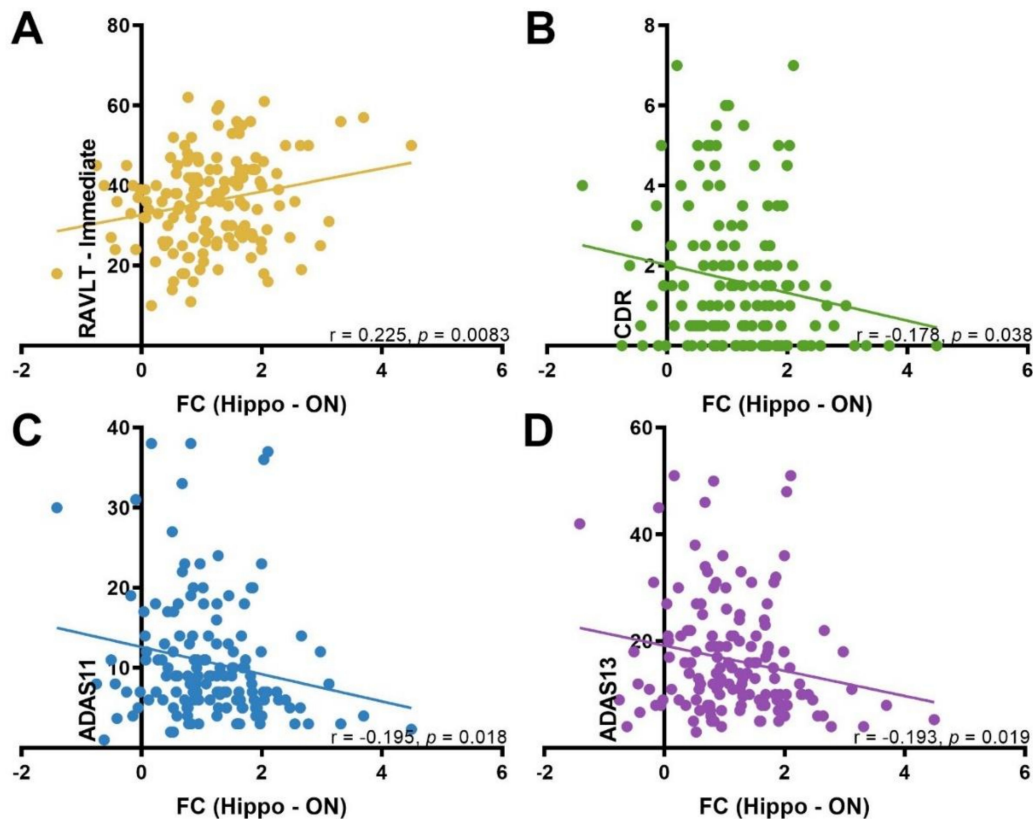 A
80
60
40
20
RAVLT - Immediate
r = 0.225, p = 0.0083
-2 0 2 4 6
FC (Hippo - ON)
B
8
6
4
2
CDR
r = -0.178, p = 0.038
-2 0 2 4 6
FC (Hippo - ON)
C
40
30
20
10
ADAS11
r = -0.195, p = 0.018
-2 0 2 4 6
FC (Hippo - ON)
D
60
40
20
ADAS13
r = -0.193, p = 0.019
-2 0 2 4 6
FC (Hippo - ON)